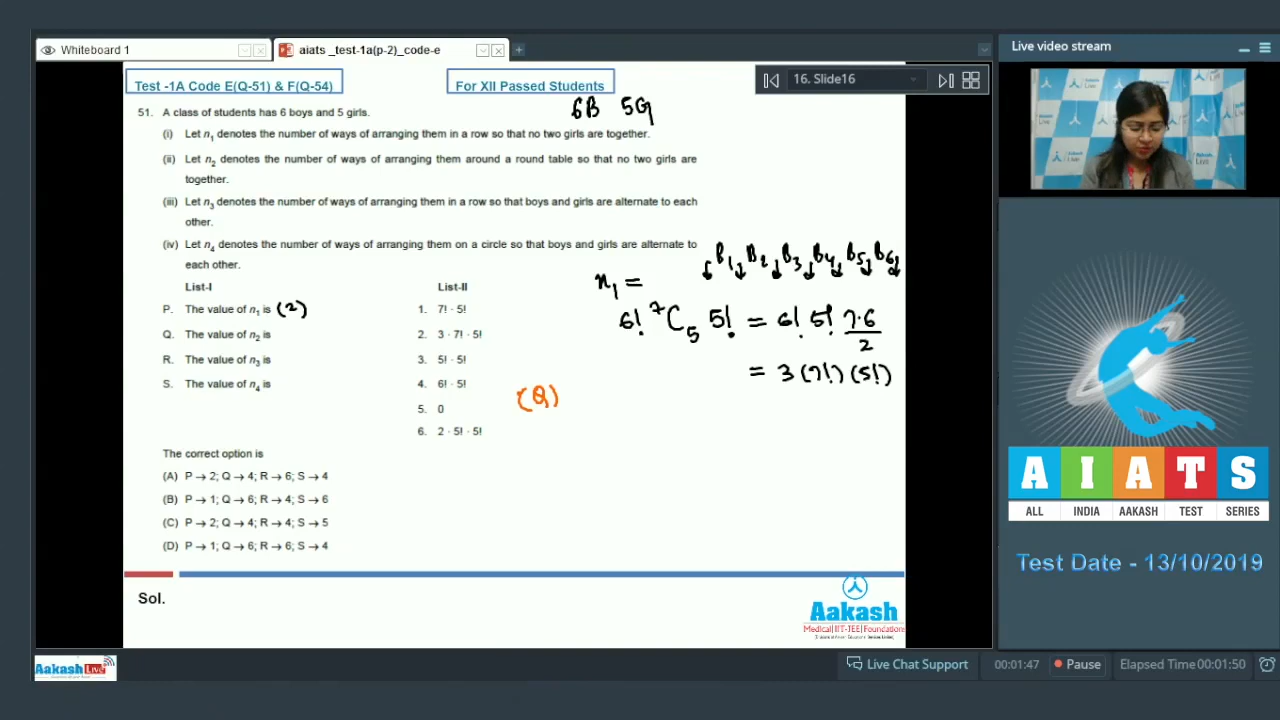 Whiteboard 1
aiats _test-1a(p-2)_code-e
Live video stream
Test -1A Code E(Q-51) & F(Q-54)
For XII Passed Students
16. Slide16
6B 5G
51. A class of students has 6 boys and 5 girls.
(i) Let n₁ denotes the number of ways of arranging them in a row so that no two girls are together.
(ii) Let n₂ denotes the number of ways of arranging them around a round table so that no two girls are
together.
(iii) Let n₃ denotes the number of ways of arranging them in a row so that boys and girls are alternate to each
other.
(iv) Let n₄ denotes the number of ways of arranging them on a circle so that boys and girls are alternate to
each other.
List-I List-II
P. The value of n₁ is (2) 1. 7! · 5!
Q. The value of n₂ is 2. 3 · 7! · 5!
R. The value of n₃ is 3. 5! · 5!
S. The value of n₄ is 4. 6! · 5!
5. 0
6. 2 · 5! · 5!
(Q)
B₁ B₂ B₃ B₄ B₅ B₆
n₁ =
6! ⁷C₅ 5! = 6! 5! 7·6
2
= 3 (7!) (5!)
The correct option is
(A) P → 2; Q → 4; R → 6; S → 4
(B) P → 1; Q → 6; R → 4; S → 6
(C) P → 2; Q → 4; R → 4; S → 5
(D) P → 1; Q → 6; R → 6; S → 4
Sol.
Aakash
Medical|IIT-JEE|Foundations
AIATS
ALL INDIA AAKASH TEST SERIES
Test Date - 13/10/2019
Aakash Live
Live Chat Support
00:01:47
Pause
Elapsed Time 00:01:50